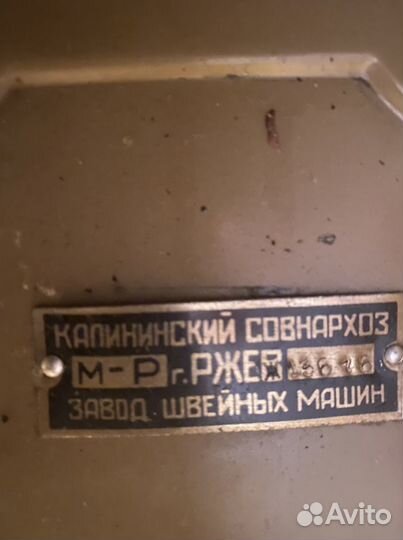 КАЛИНИНСКИЙ СОВНАРХОЗ
М-Р г.РЖЕВ
ЗАВОД ШВЕЙНЫХ МАШИН
Avito